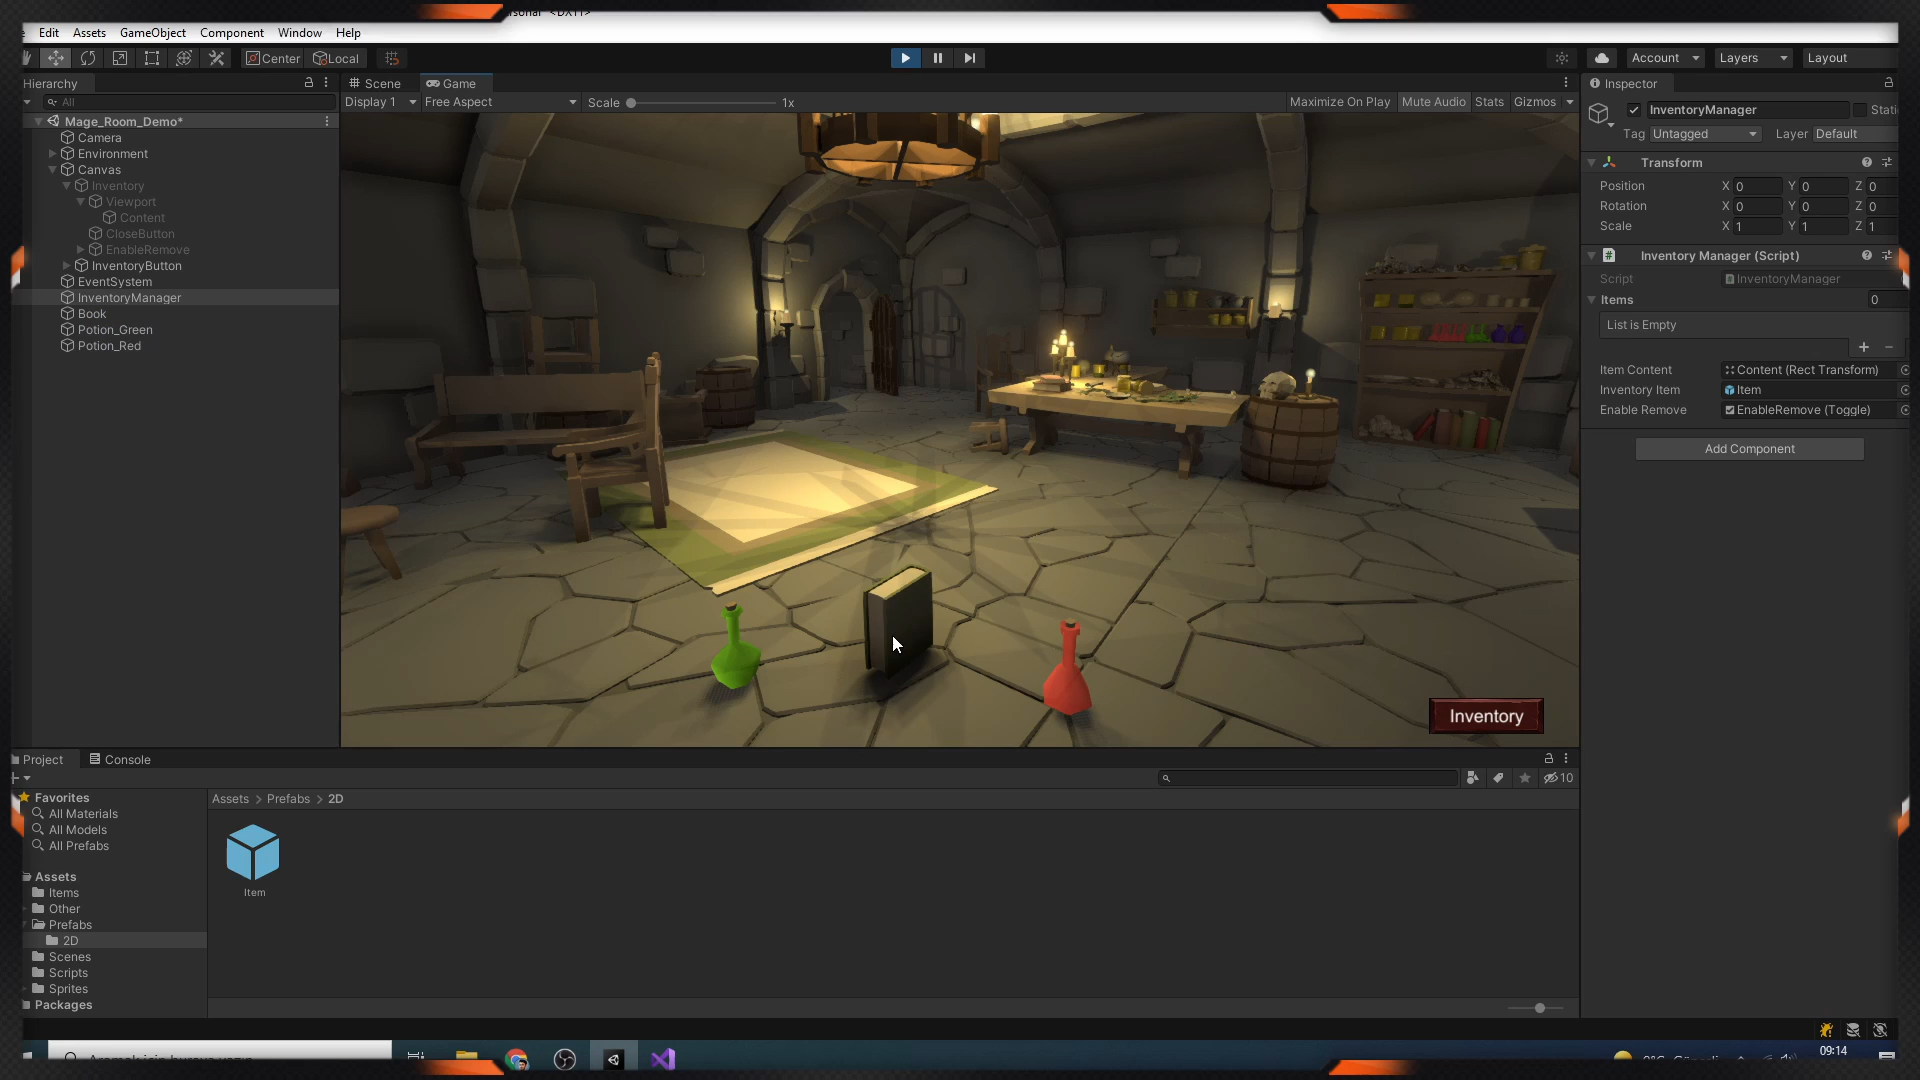 Edit Assets GameObject Component Window Help
Center Local
Account Layers Layout
Hierarchy
Scene Game
Inspector
All
Display 1 Free Aspect Scale 1x Maximize On Play Mute Audio Stats Gizmos
InventoryManager
Tag Untagged Layer Default
Mage_Room_Demo*
Camera
Environment
Canvas
Inventory
Viewport
Content
CloseButton
EnableRemove
InventoryButton
EventSystem
InventoryManager
Book
Potion_Green
Potion_Red
Transform
Position X 0 Y 0 Z 0
Rotation X 0 Y 0 Z 0
Scale X 1 Y 1 Z 1
Inventory Manager (Script)
Script InventoryManager
Items 0
List is Empty
Item Content Content (Rect Transform)
Inventory Item Item
Enable Remove EnableRemove (Toggle)
Add Component
Inventory
Project Console
10
Favorites
All Materials
All Models
All Prefabs
Assets
Items
Other
Prefabs
2D
Scenes
Scripts
Sprites
Packages
Assets > Prefabs > 2D
Item
09:14